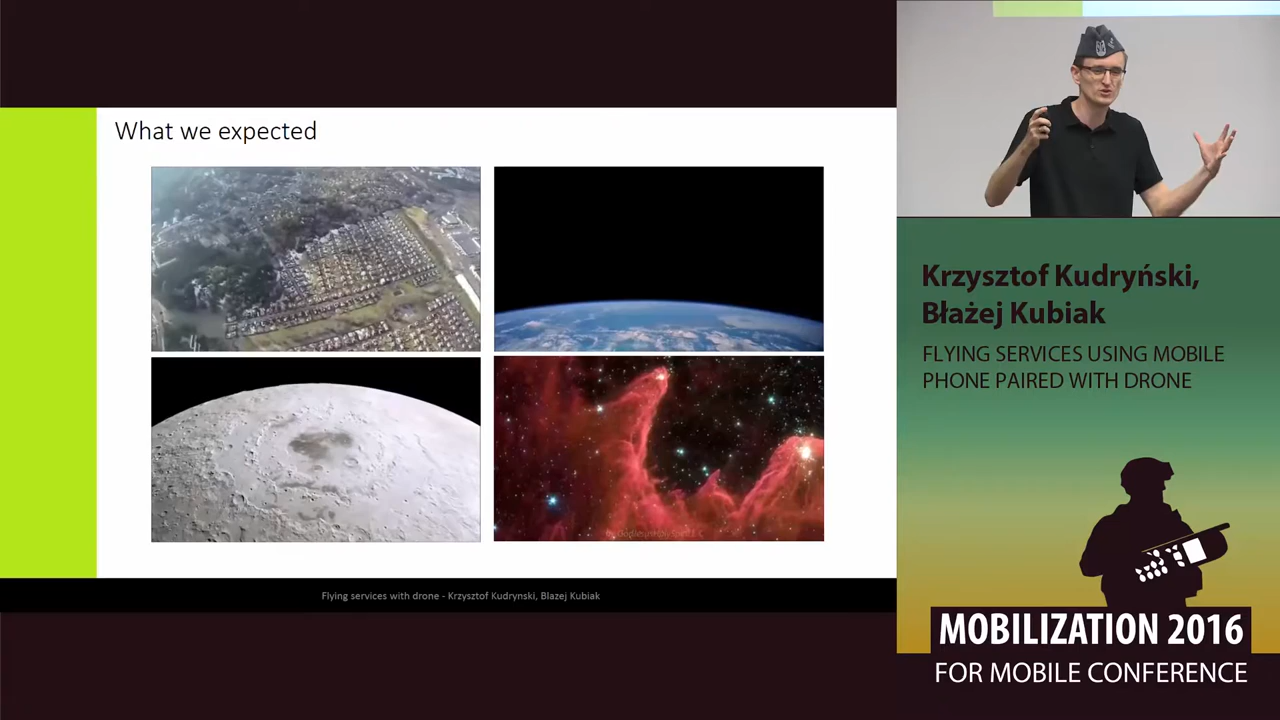 What we expected
Flying services with drone - Krzysztof Kudrynski, Blazej Kubiak
Krzysztof Kudryński,
Błażej Kubiak
FLYING SERVICES USING MOBILE
PHONE PAIRED WITH DRONE
MOBILIZATION 2016
FOR MOBILE CONFERENCE